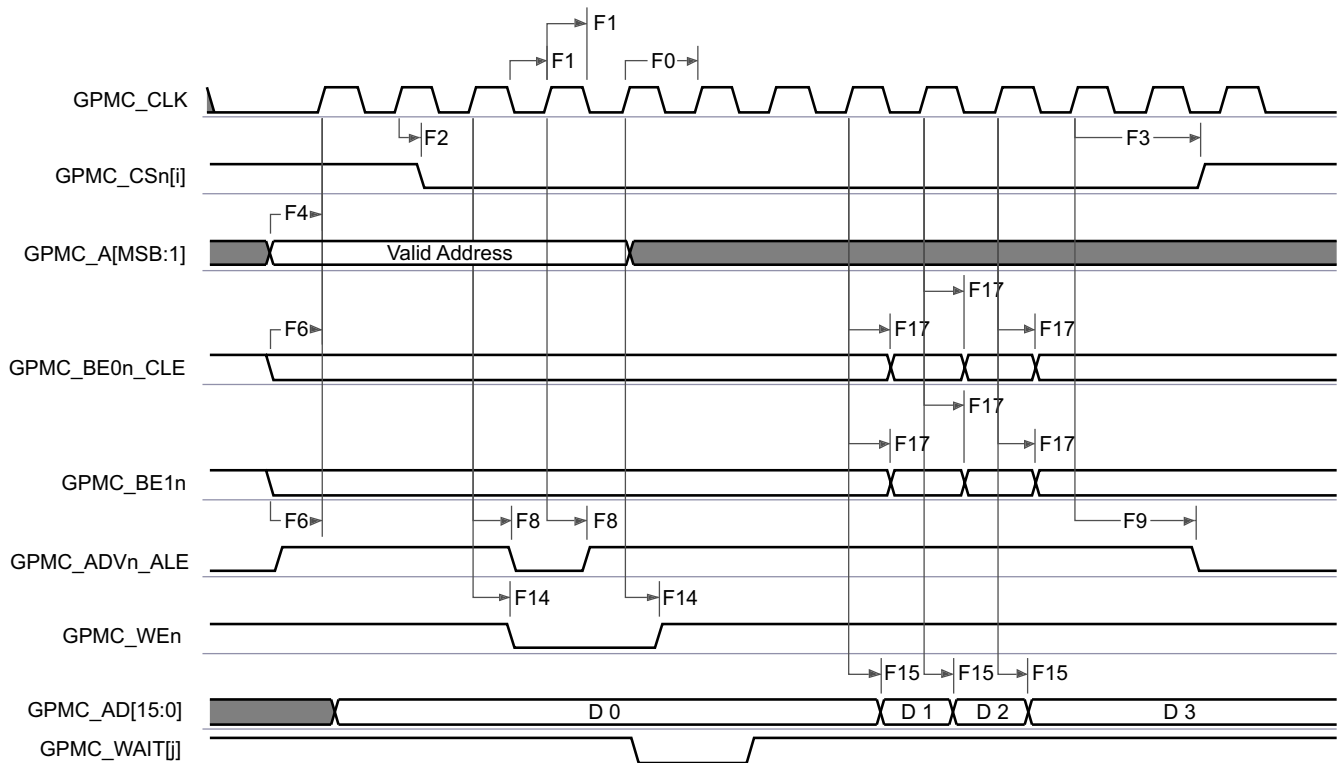 F1
F1
F0
GPMC_CLK
F2
F3
GPMC_CSn[i]
F4
GPMC_A[MSB:1]
Valid Address
F17
F6
F17
F17
GPMC_BE0n_CLE
F17
F17
F17
GPMC_BE1n
F6
F8
F8
F9
GPMC_ADVn_ALE
F14
F14
GPMC_WEn
F15
F15
F15
GPMC_AD[15:0]
D 0
D 1
D 2
D 3
GPMC_WAIT[j]